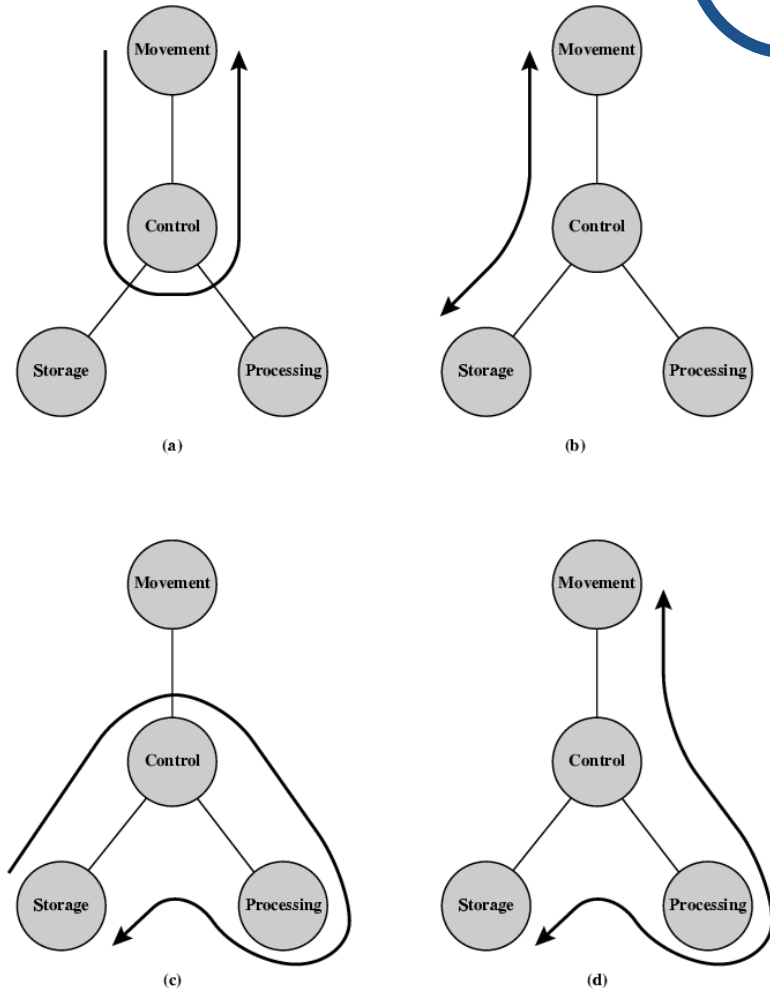 Movement
Movement
Control
Control
Storage
Processing
Storage
Processing
(a)
(b)
Movement
Movement
Control
Control
Storage
Processing
Storage
Processing
(c)
(d)